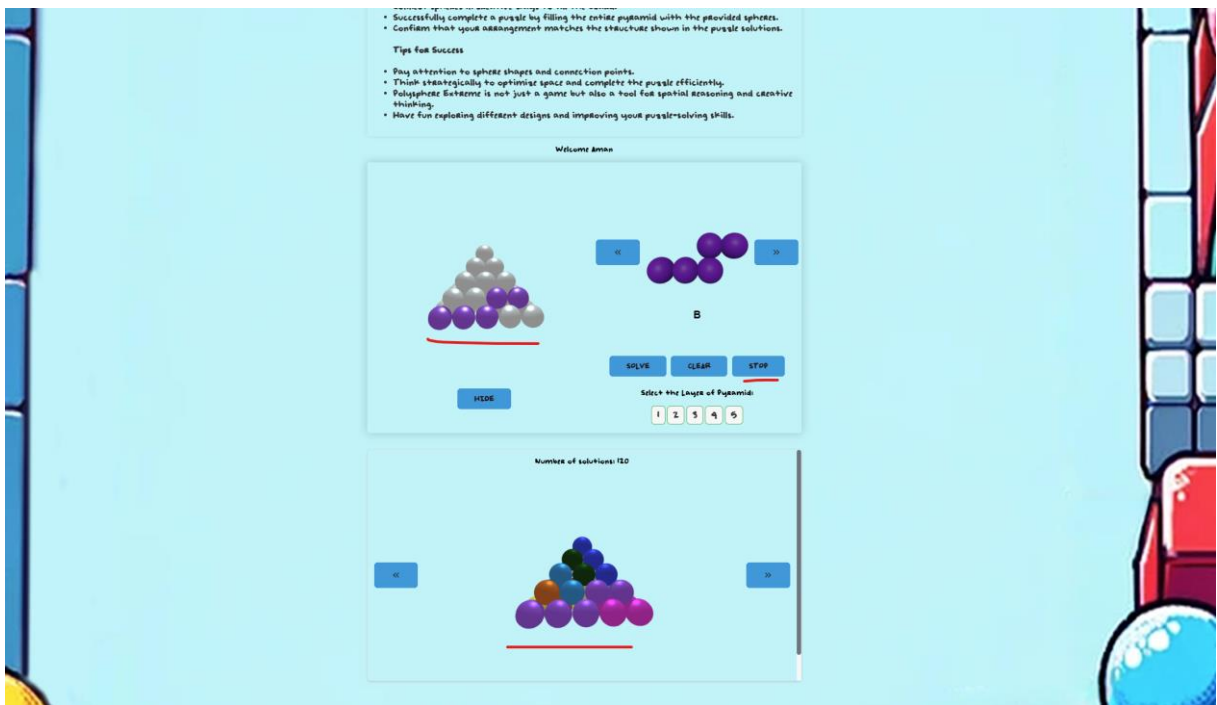 • Successfully complete a puzzle by filling the entire pyramid with the provided spheres.
• Confirm that your arrangement matches the structure shown in the puzzle solutions.
Tips for Success
• Pay attention to sphere shapes and connection points.
• Think strategically to optimize space and complete the puzzle efficiently.
• Polysphere Extreme is not just a game but also a tool for spatial reasoning and creative
thinking.
• Have fun exploring different designs and improving your puzzle-solving skills.
Welcome Aman
«
»
B
SOLVE CLEAR STOP
HIDE
Select the Layer of Pyramid:
1 2 3 4 5
Number of solutions: 120
«
»